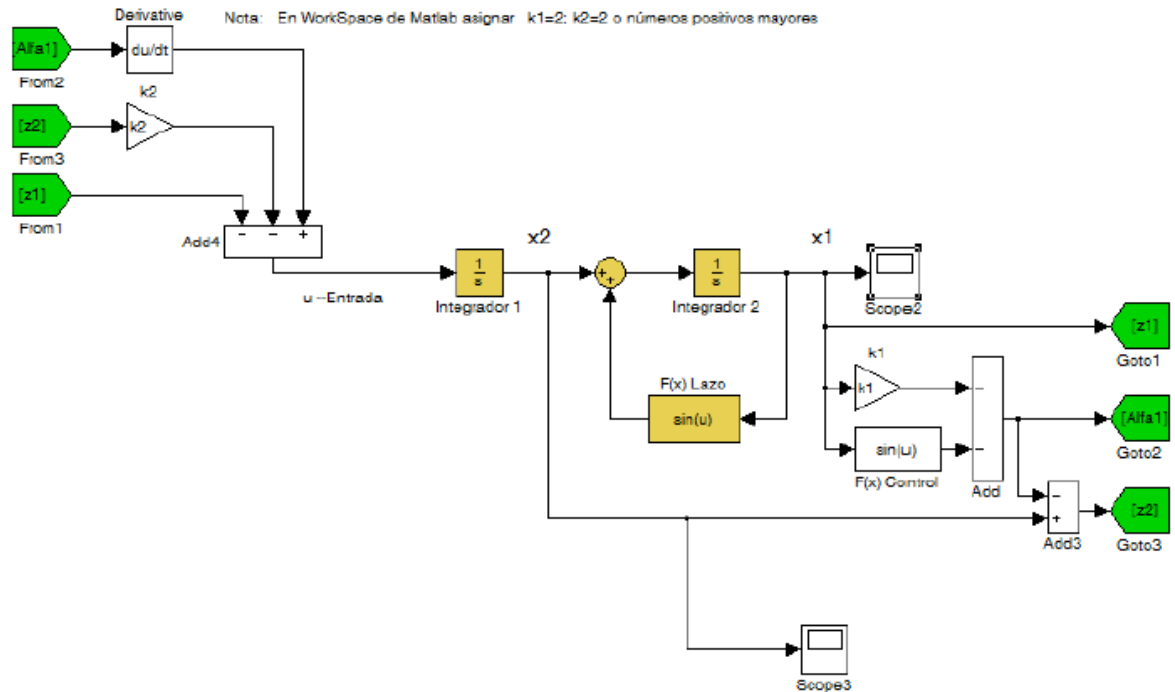 Derivative
Nota: En WorkSpace de Matlab asignar k1=2: k2=2 o números positivos mayores
[Alfa1]
du/dt
From2
k2
[z2]
k2
From3
[z1]
From1
Add4
- - +
u --Entrada
1
s
Integrador 1
x2
+
+
1
s
Integrador 2
x1
Scope2
F(x) Lazo
sin(u)
[z1]
Goto1
k1
k1
-
[Alfa1]
Goto2
sin(u)
-
F(x) Control
Add
-
+
Add3
[z2]
Goto3
Scope3